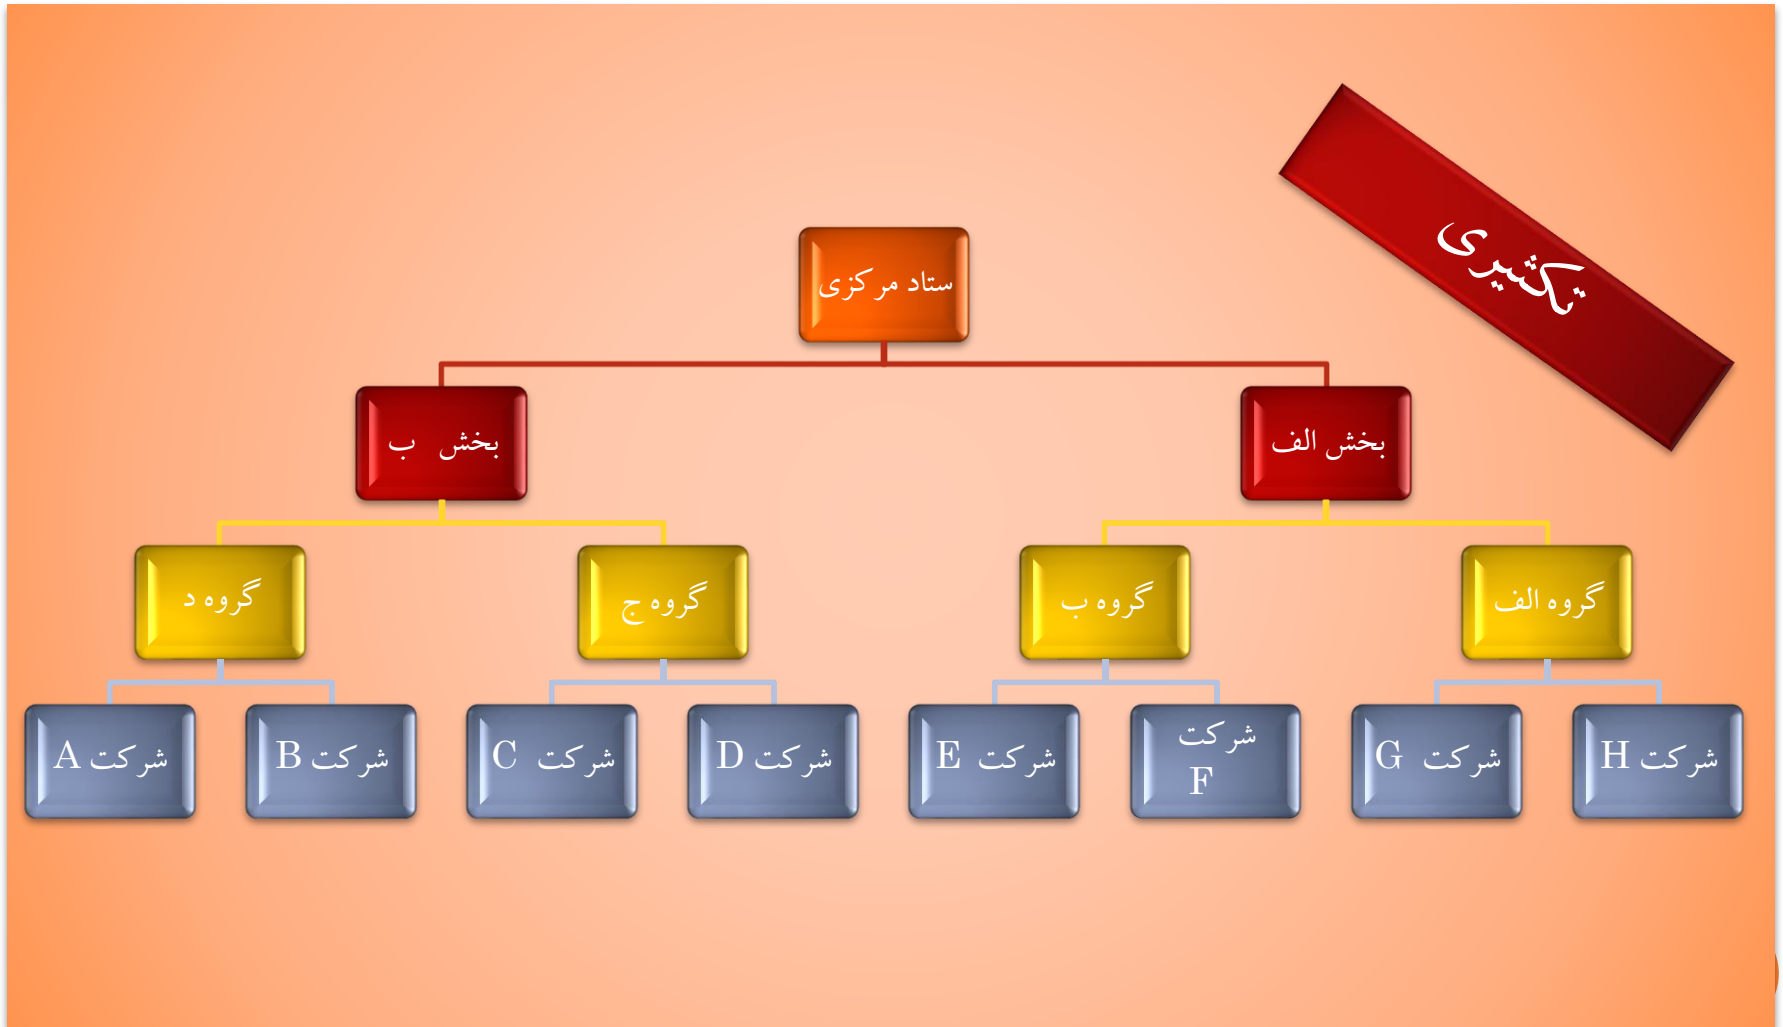 تکثیری
ستاد مرکزی
بخش الف
بخش ب
گروه الف
گروه ب
گروه ج
گروه د
شرکت H
شرکت G
شرکت
F
شرکت E
شرکت D
شرکت C
شرکت B
شرکت A